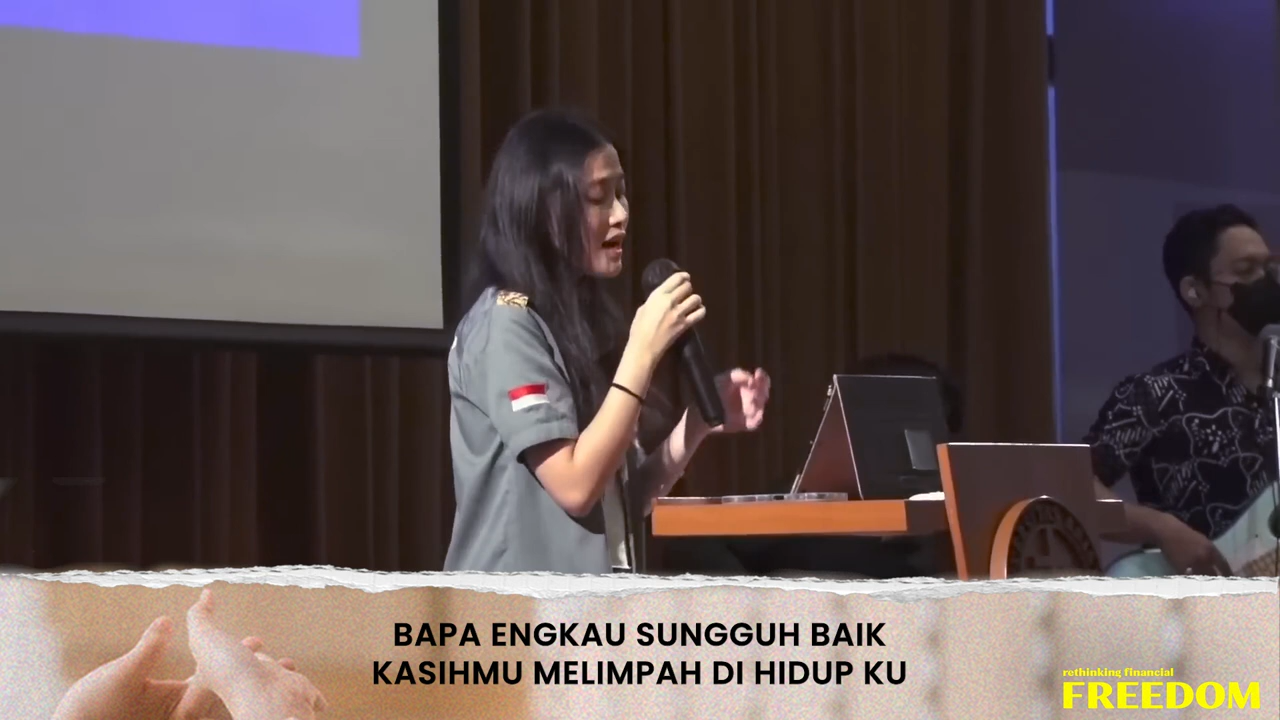 BAPA ENGKAU SUNGGUH BAIK
KASIHMU MELIMPAH DI HIDUP KU
rethinking financial
FREEDOM